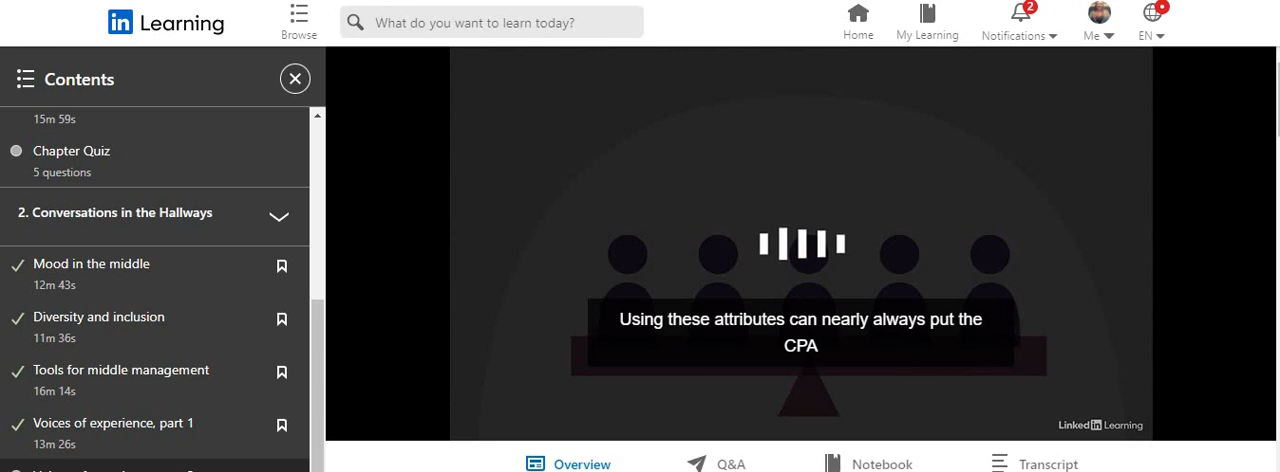 in Learning
Browse
What do you want to learn today?
Home
My Learning
2
Notifications
Me
EN
Contents
15m 59s
Chapter Quiz
5 questions
2. Conversations in the Hallways
Mood in the middle
12m 43s
Diversity and inclusion
11m 36s
Tools for middle management
16m 14s
Voices of experience, part 1
13m 26s
Using these attributes can nearly always put the
CPA
Linked in Learning
Overview
Q&A
Notebook
Transcript